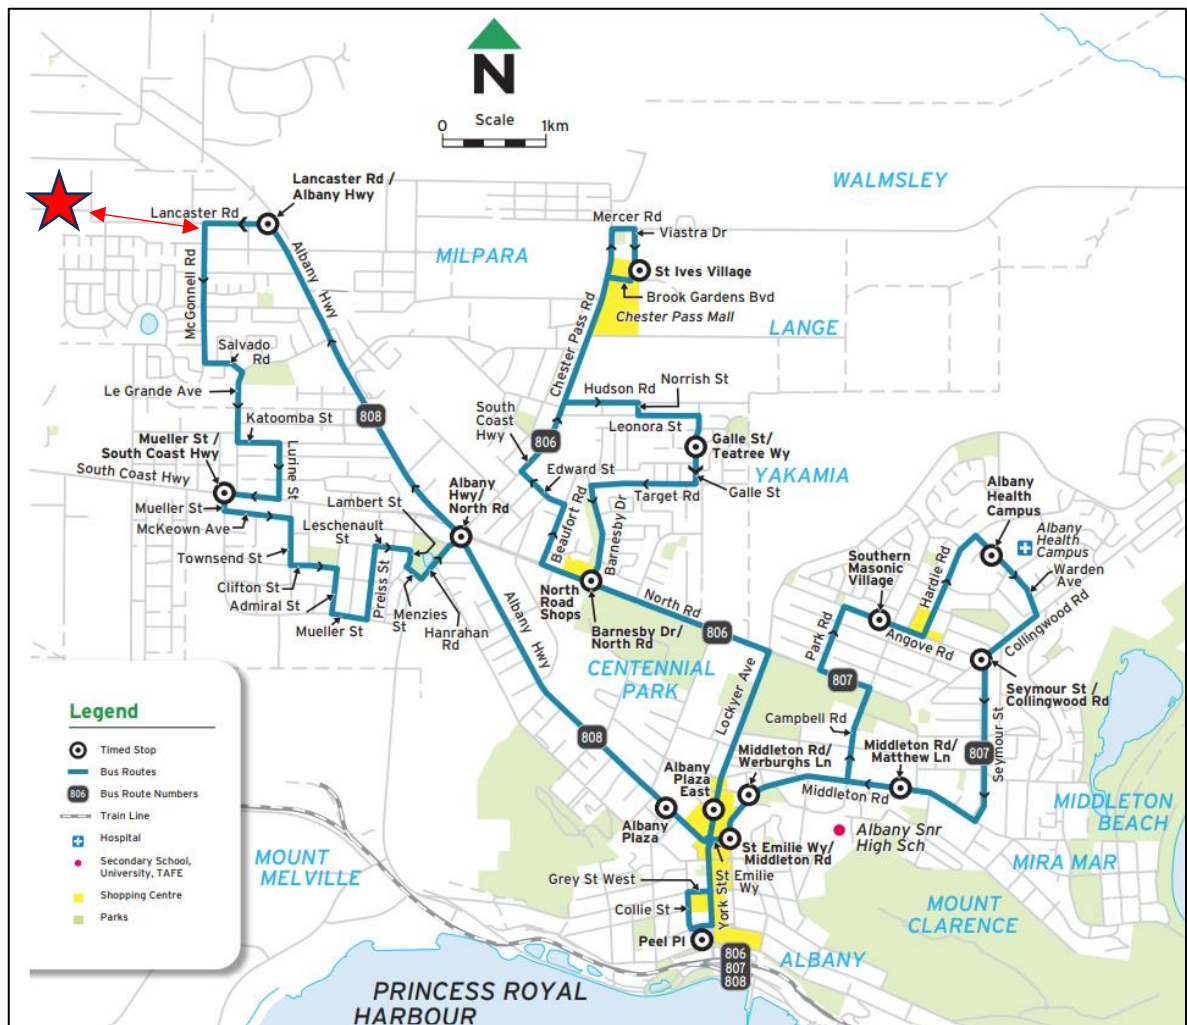 N
Scale
0
1km
WALMSLEY
Lancaster Rd /
Albany Hwy
Lancaster Rd
Mercer Rd
Viastra Dr
MILPARA
Albany Hwy
McGonnell Rd
St Ives Village
Brook Gardens Bvd
Chester Pass Mall
LANGE
Chester Pass Rd
Salvado
Rd
Le Grande Ave
Hudson Rd
Norrish St
808
Katoomba St
South
Coast
Hwy
806
Leonora St
Galle St/
Teatree Wy
Mueller St /
South Coast Hwy
South Coast Hwy
Lurine St
Edward St
YAKAMIA
Albany
Hwy/
North Rd
Lambert St
Target Rd
Galle St
Albany
Health
Campus
Mueller St
McKeown Ave
Leschenault
St
Beaufort Rd
Barnesby Dr
Albany
Health
Campus
Townsend St
Southern
Masonic
Village
Hardie Rd
Warden
Ave
Clifton St
Admiral St
Preiss St
Menzies
St
Hanrahan
Rd
Mueller St
North
Road
Shops
North Rd
Barnesby Dr/
North Rd
806
Park Rd
Angove Rd
Collingwood Rd
Albany Hwy
CENTENNIAL
PARK
807
Seymour St /
Collingwood Rd
Legend
Timed Stop
Bus Routes
806
Bus Route Numbers
Train Line
Hospital
Secondary School,
University, TAFE
Shopping Centre
Parks
Lockyer Ave
Campbell Rd
808
Middleton Rd/
Werburghs Ln
Middleton Rd/
Matthew Ln
807
Seymour St
Albany
Plaza
East
Middleton Rd
MIDDLETON
BEACH
Albany
Plaza
Albany Snr
High Sch
St Emilie Wy/
Middleton Rd
MOUNT
MELVILLE
MIRA MAR
Grey St West
St Emilie
Wy
York St
Collie St
MOUNT
CLARENCE
Peel Pl
806
807
808
ALBANY
PRINCESS ROYAL
HARBOUR